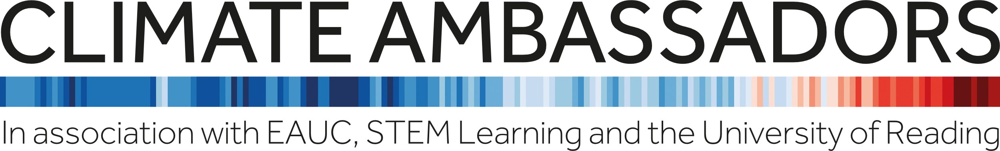 CLIMATE AMBASSADORS
In association with EAUC, STEM Learning and the University of Reading